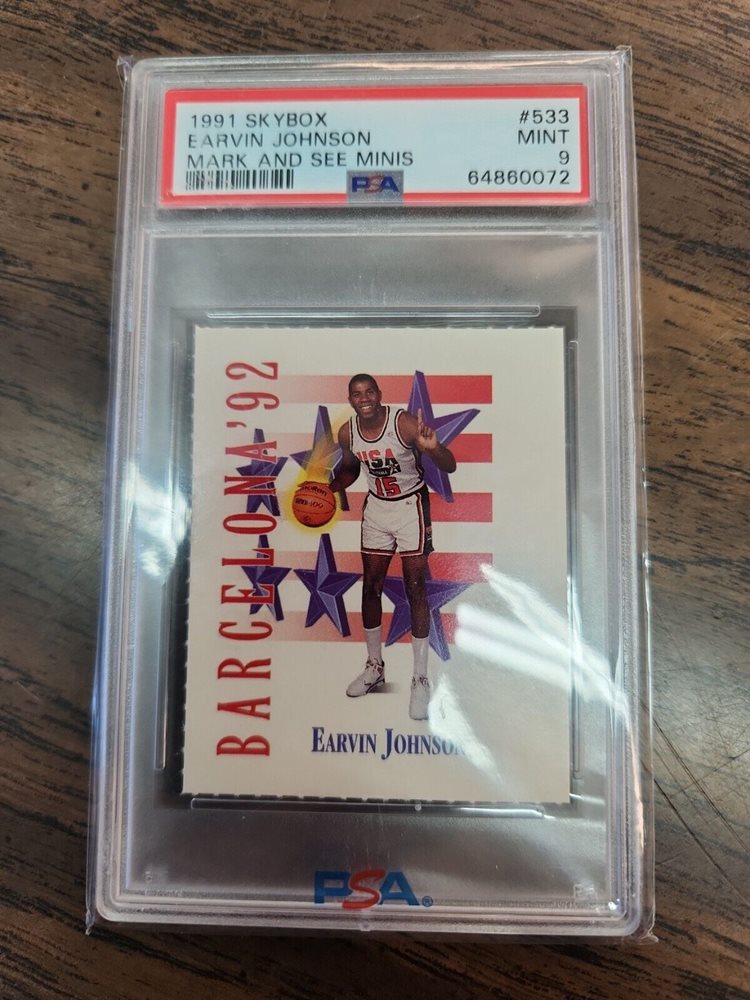 1991 SKYBOX #533
EARVIN JOHNSON MINT
MARK AND SEE MINIS 9
PSA 64860072
BARCELONA '92
USA
15
EARVIN JOHNSON
PSA